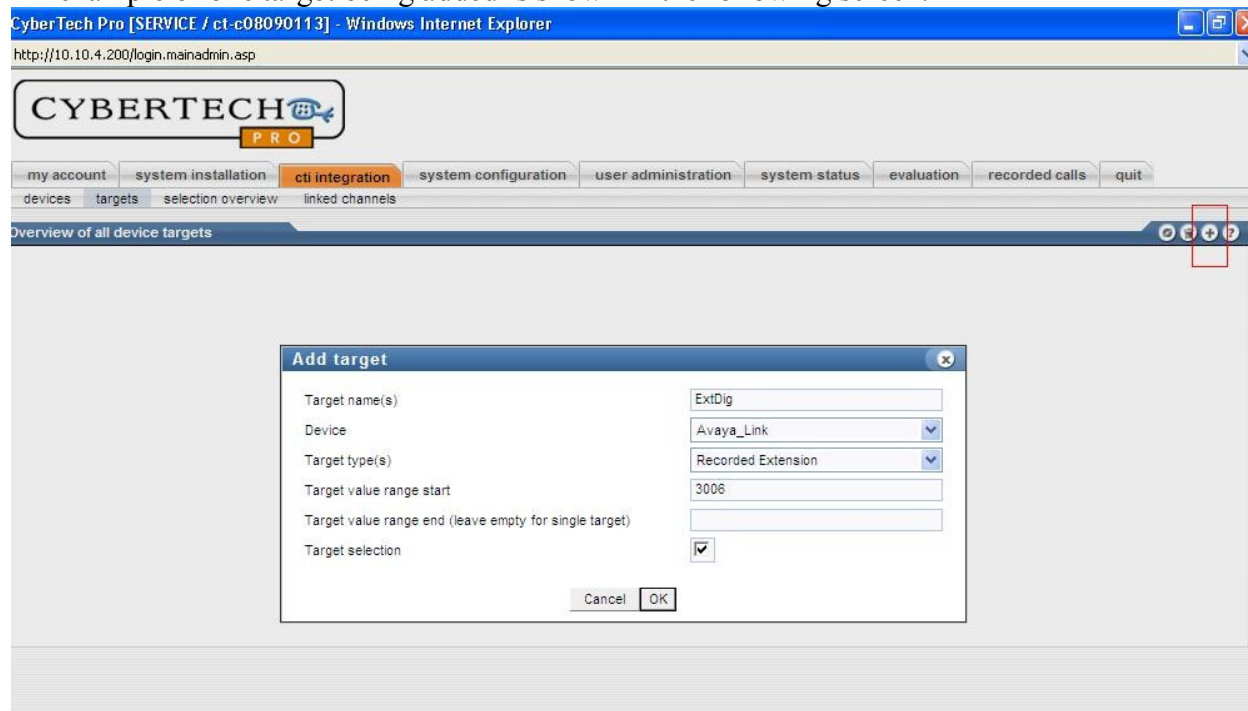 CyberTech Pro [SERVICE / ct-c08090113] - Windows Internet Explorer
http://10.10.4.200/login.mainadmin.asp
CYBERTECH
PRO
my account system installation cti integration system configuration user administration system status evaluation recorded calls quit
devices targets selection overview linked channels
Overview of all device targets
Add target
Target name(s) ExtDig
Device Avaya_Link
Target type(s) Recorded Extension
Target value range start 3006
Target value range end (leave empty for single target)
Target selection
Cancel OK